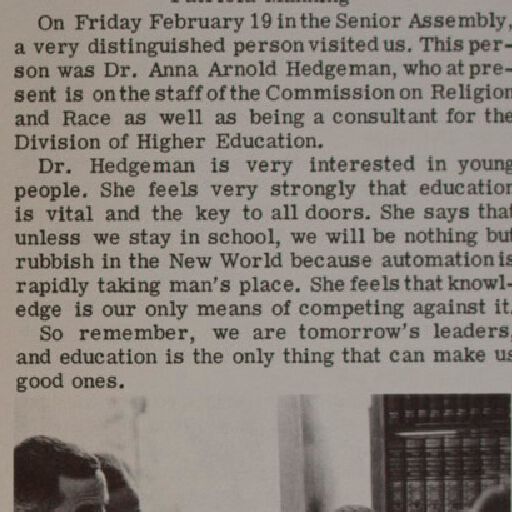 On Friday February 19 in the Senior Assembly,
a very distinguished person visited us. This per-
son was Dr. Anna Arnold Hedgeman, who at pre-
sent is on the staff of the Commission on Religion
and Race as well as being a consultant for the
Division of Higher Education.
Dr. Hedgeman is very interested in young
people. She feels very strongly that education
is vital and the key to all doors. She says that
unless we stay in school, we will be nothing but
rubbish in the New World because automation is
rapidly taking man's place. She feels that knowl-
edge is our only means of competing against it.
So remember, we are tomorrow's leaders,
and education is the only thing that can make us
good ones.